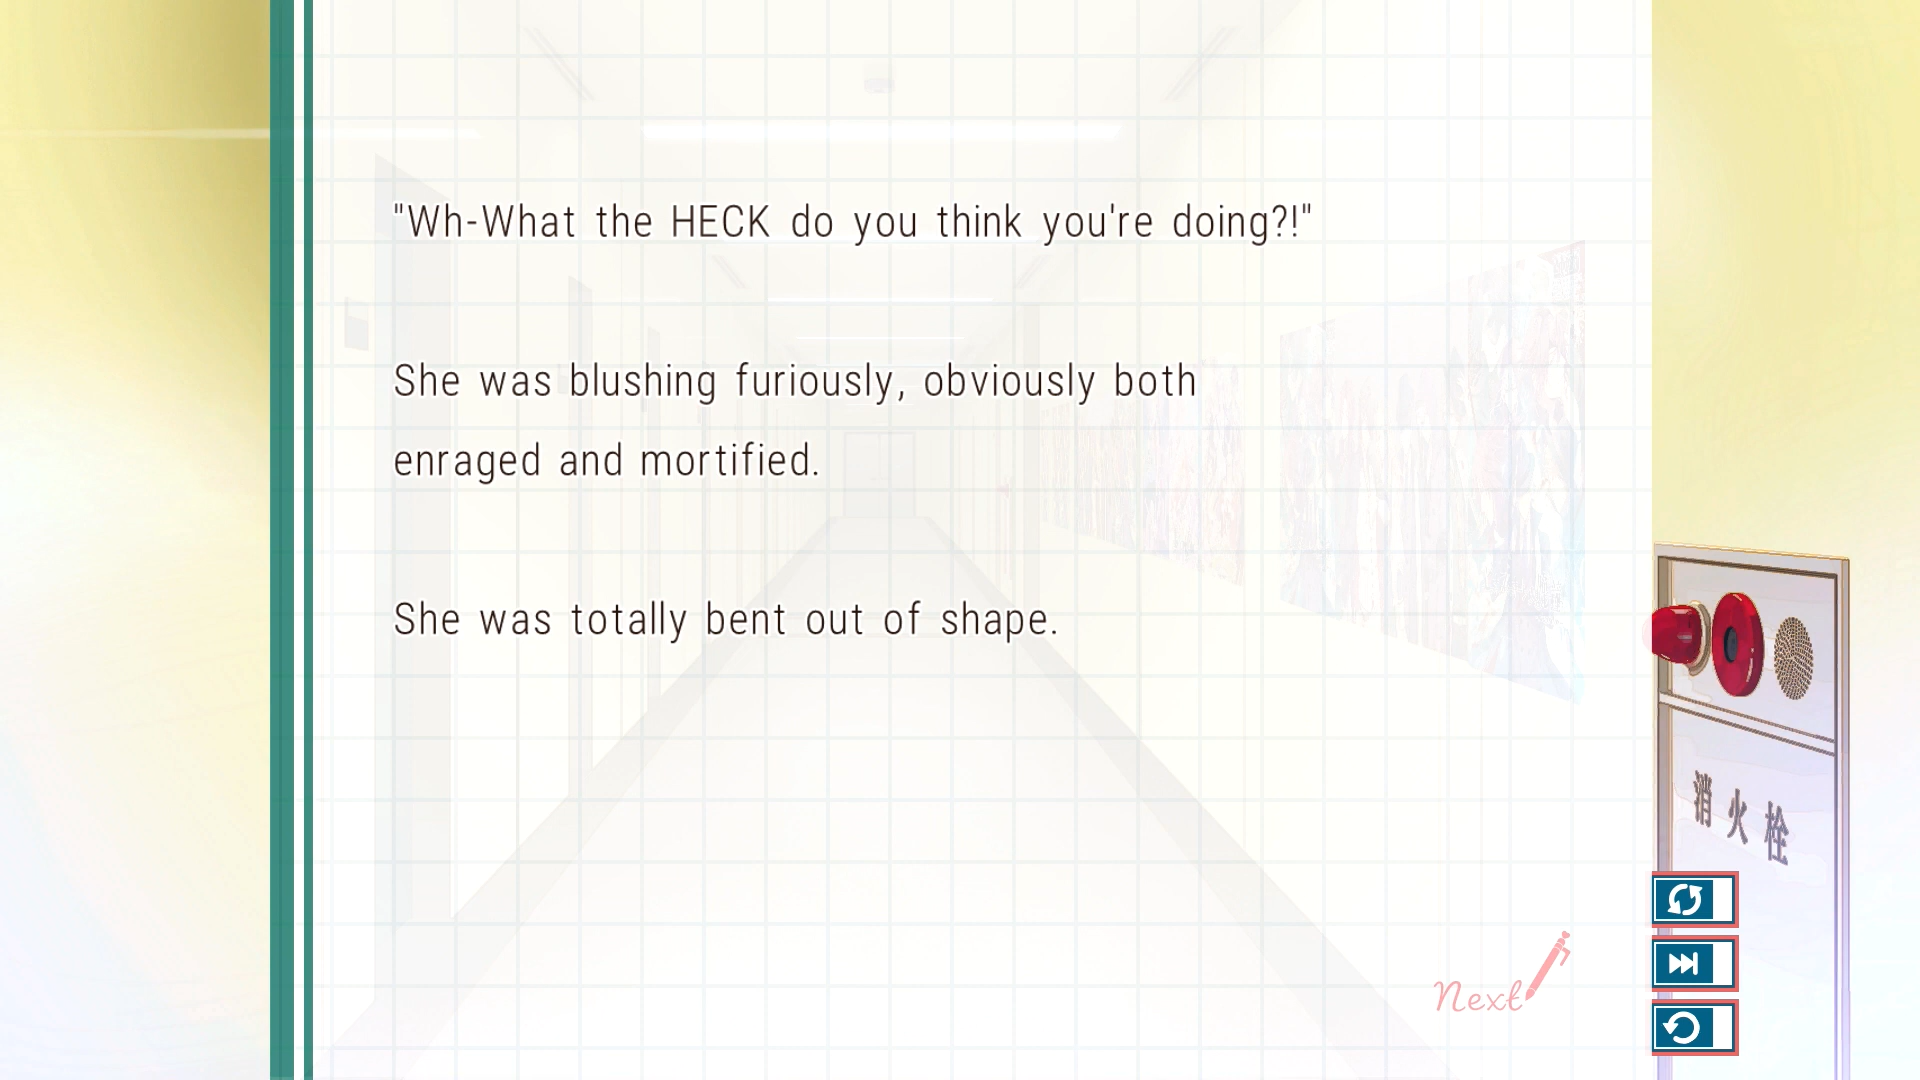 "Wh-What the HECK do you think you're doing?!"
She was blushing furiously, obviously both
enraged and mortified.
She was totally bent out of shape.
消火栓
Next